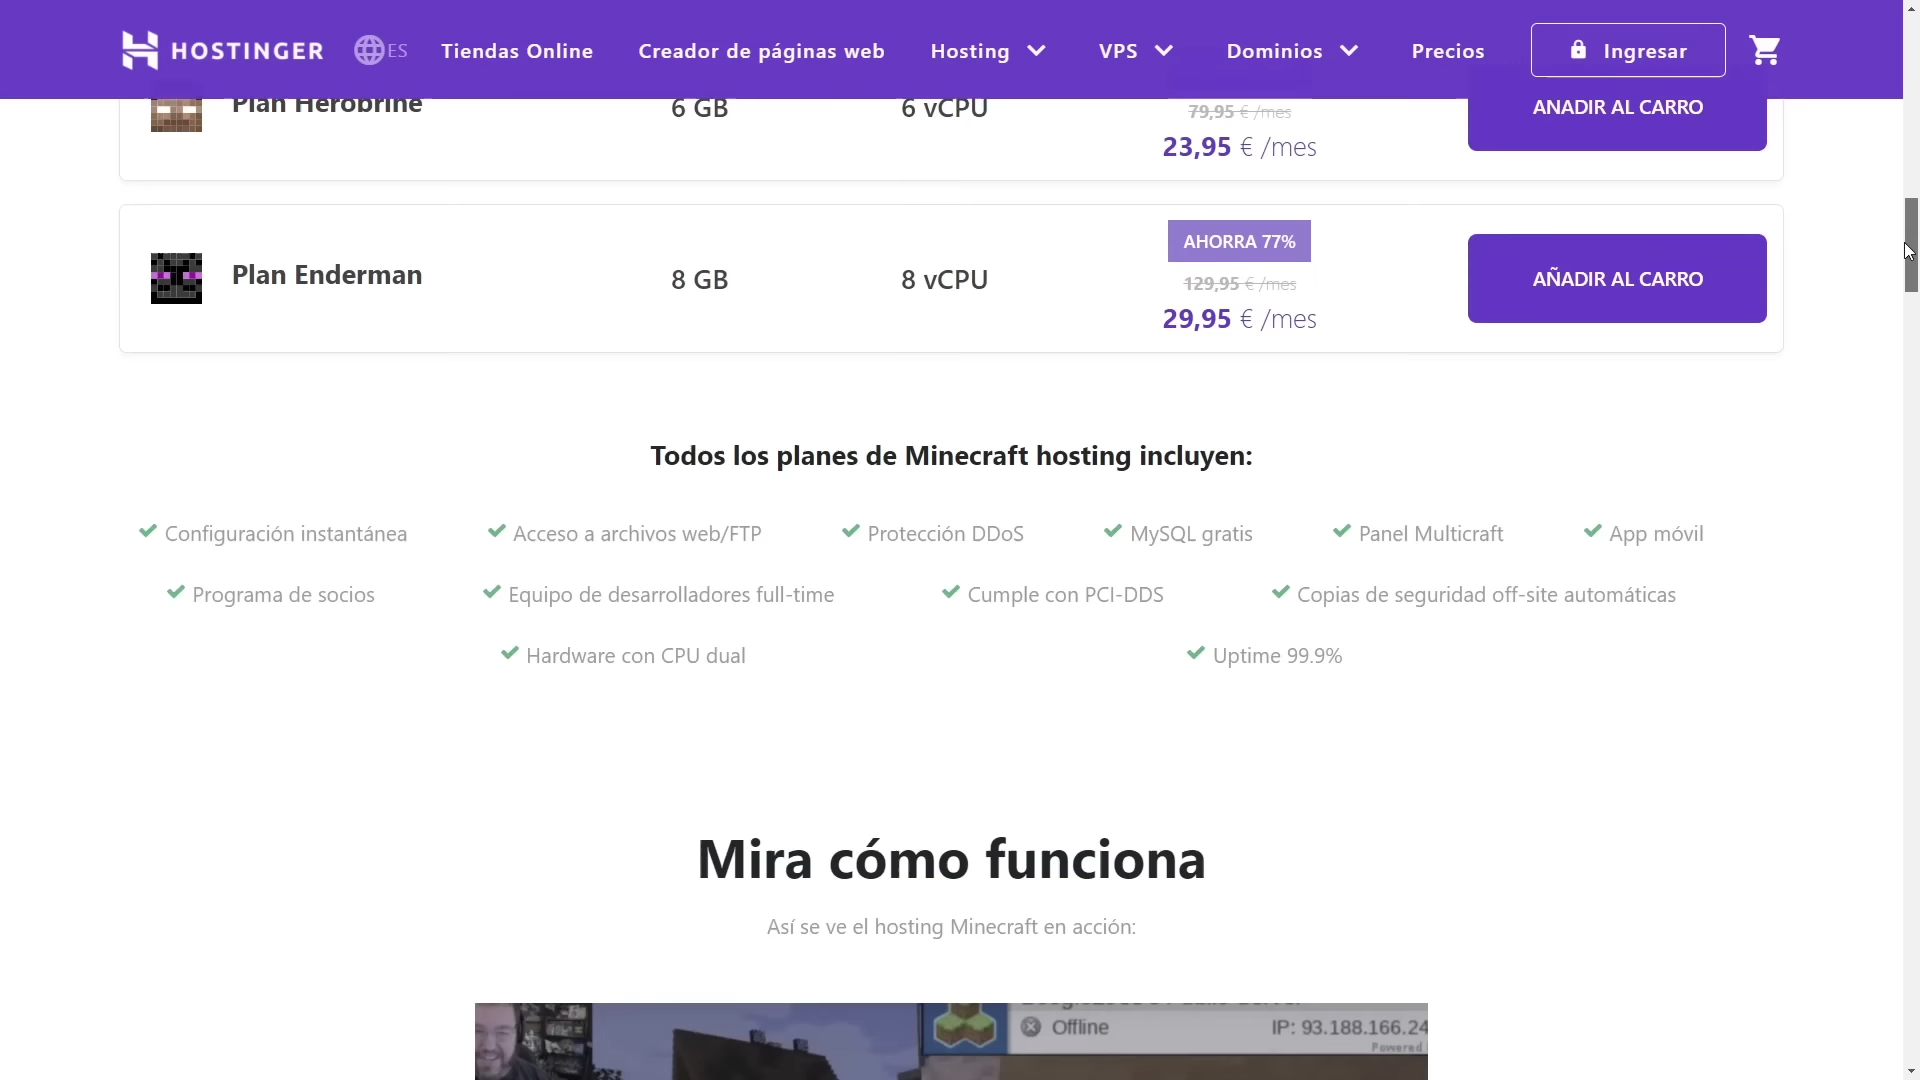 HOSTINGER ES Tiendas Online Creador de páginas web Hosting VPS Dominios Precios Ingresar
Plan Herobrine 6 GB 6 vCPU ANADIR AL CARRO
79,95 € /mes
23,95 € /mes
AHORRA 77%
Plan Enderman 8 GB 8 vCPU AÑADIR AL CARRO
129,95 € /mes
29,95 € /mes
Todos los planes de Minecraft hosting incluyen:
Configuración instantánea Acceso a archivos web/FTP Protección DDoS MySQL gratis Panel Multicraft App móvil
Programa de socios Equipo de desarrolladores full-time Cumple con PCI-DDS Copias de seguridad off-site automáticas
Hardware con CPU dual Uptime 99.9%
Mira cómo funciona
Así se ve el hosting Minecraft en acción:
Offline IP: 93.188.166.24
Powered